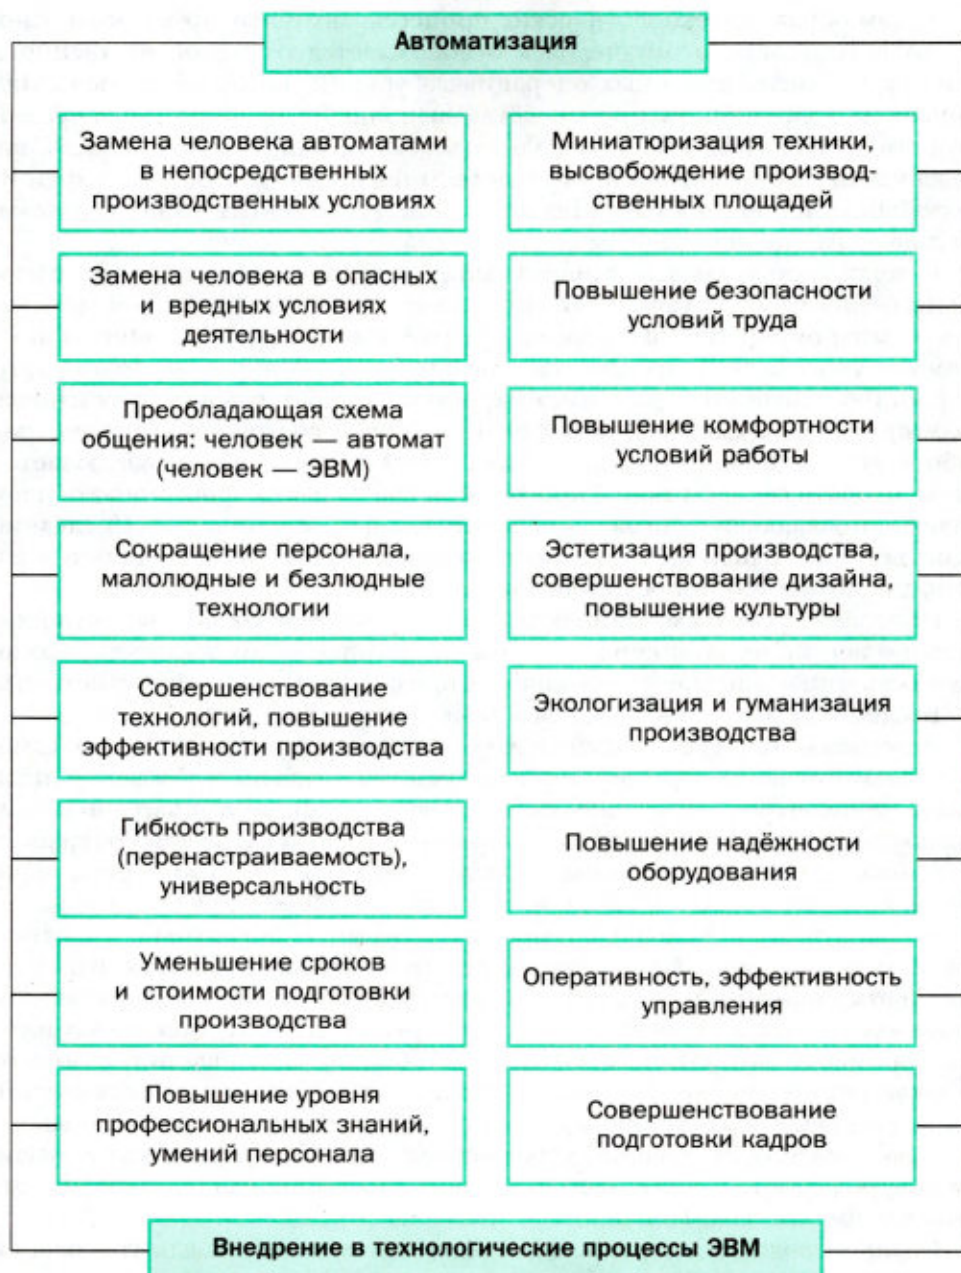 Автоматизация
Замена человека автоматами
в непосредственных
производственных условиях
Миниатюризация техники,
высвобождение производ-
ственных площадей
Замена человека в опасных
и вредных условиях
деятельности
Повышение безопасности
условий труда
Преобладающая схема
общения: человек — автомат
(человек — ЭВМ)
Повышение комфортности
условий работы
Сокращение персонала,
малолюдные и безлюдные
технологии
Эстетизация производства,
совершенствование дизайна,
повышение культуры
Совершенствование
технологий, повышение
эффективности производства
Экологизация и гуманизация
производства
Гибкость производства
(перенастраиваемость),
универсальность
Повышение надёжности
оборудования
Уменьшение сроков
и стоимости подготовки
производства
Оперативность, эффективность
управления
Повышение уровня
профессиональных знаний,
умений персонала
Совершенствование
подготовки кадров
Внедрение в технологические процессы ЭВМ